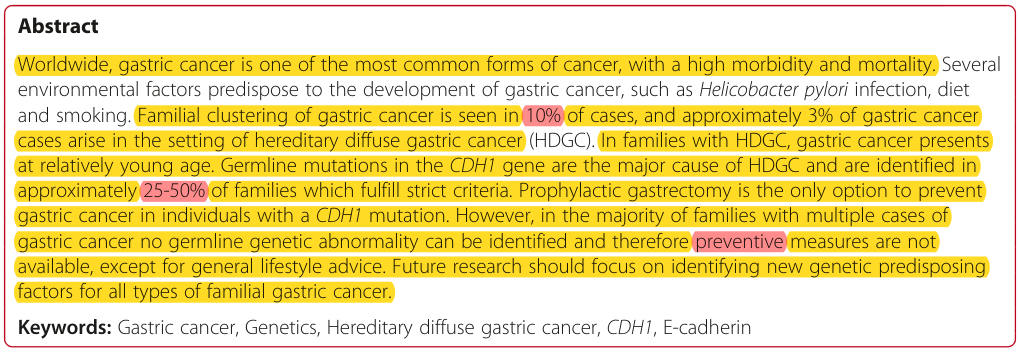 Abstract
Worldwide, gastric cancer is one of the most common forms of cancer, with a high morbidity and mortality. Several
environmental factors predispose to the development of gastric cancer, such as Helicobacter pylori infection, diet
and smoking. Familial clustering of gastric cancer is seen in 10% of cases, and approximately 3% of gastric cancer
cases arise in the setting of hereditary diffuse gastric cancer (HDGC). In families with HDGC, gastric cancer presents
at relatively young age. Germline mutations in the CDH1 gene are the major cause of HDGC and are identified in
approximately 25-50% of families which fulfill strict criteria. Prophylactic gastrectomy is the only option to prevent
gastric cancer in individuals with a CDH1 mutation. However, in the majority of families with multiple cases of
gastric cancer no germline genetic abnormality can be identified and therefore preventive measures are not
available, except for general lifestyle advice. Future research should focus on identifying new genetic predisposing
factors for all types of familial gastric cancer.
Keywords: Gastric cancer, Genetics, Hereditary diffuse gastric cancer, CDH1, E-cadherin